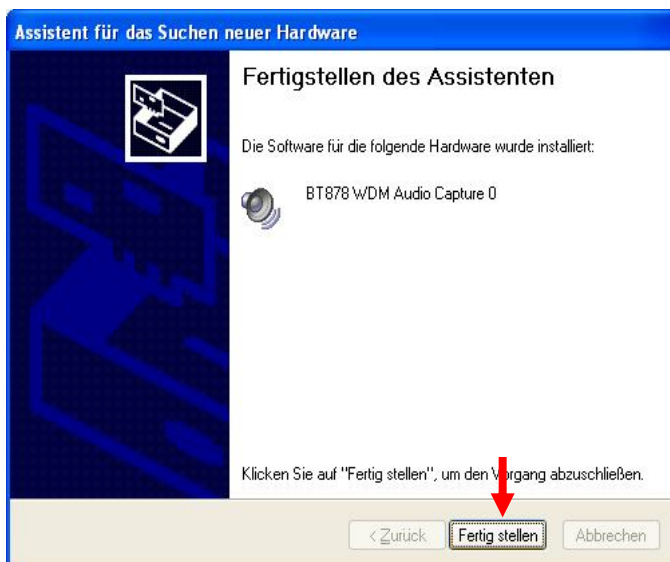 Assistent für das Suchen neuer Hardware
Fertigstellen des Assistenten
Die Software für die folgende Hardware wurde installiert:
BT878 WDM Audio Capture 0
Klicken Sie auf "Fertig stellen", um den Vorgang abzuschließen.
< Zurück Fertig stellen Abbrechen